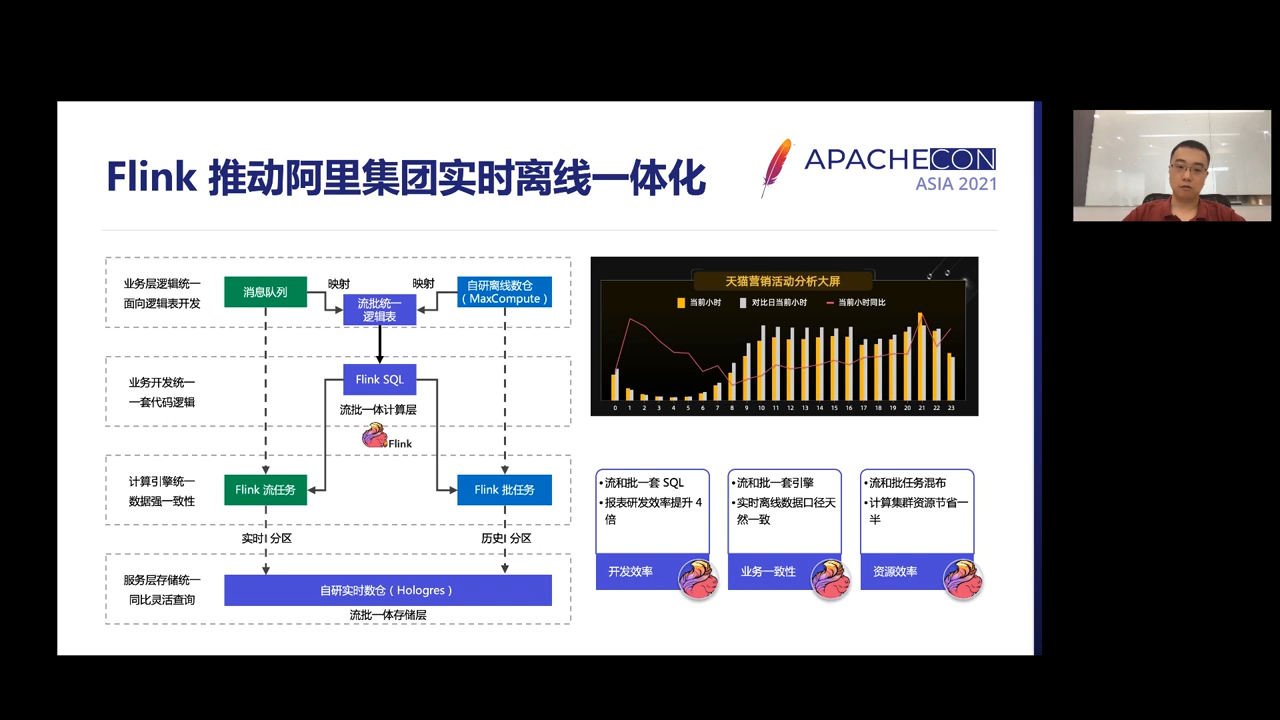 Flink 推动阿里集团实时离线一体化
APACHECON
ASIA 2021
业务层逻辑统一
面向逻辑表开发
消息队列
映射
映射
自研离线数仓
（MaxCompute）
流批统一
逻辑表
业务开发统一
一套代码逻辑
Flink SQL
流批一体计算层
Flink
计算引擎统一
数据强一致性
Flink 流任务
Flink 批任务
实时 分区
历史 分区
服务层存储统一
同比灵活查询
自研实时数仓（Hologres）
流批一体存储层
天猫营销活动分析大屏
当前小时
对比日当前小时
当前小时同比
0 1 2 3 4 5 6 7 8 9 10 11 12 13 14 15 16 17 18 19 20 21 22 23
•流和批一套 SQL
•报表研发效率提升 4
倍
开发效率
•流和批一套引擎
•实时离线数据口径天
然一致
业务一致性
•流和批任务混布
•计算集群资源节省一
半
资源效率